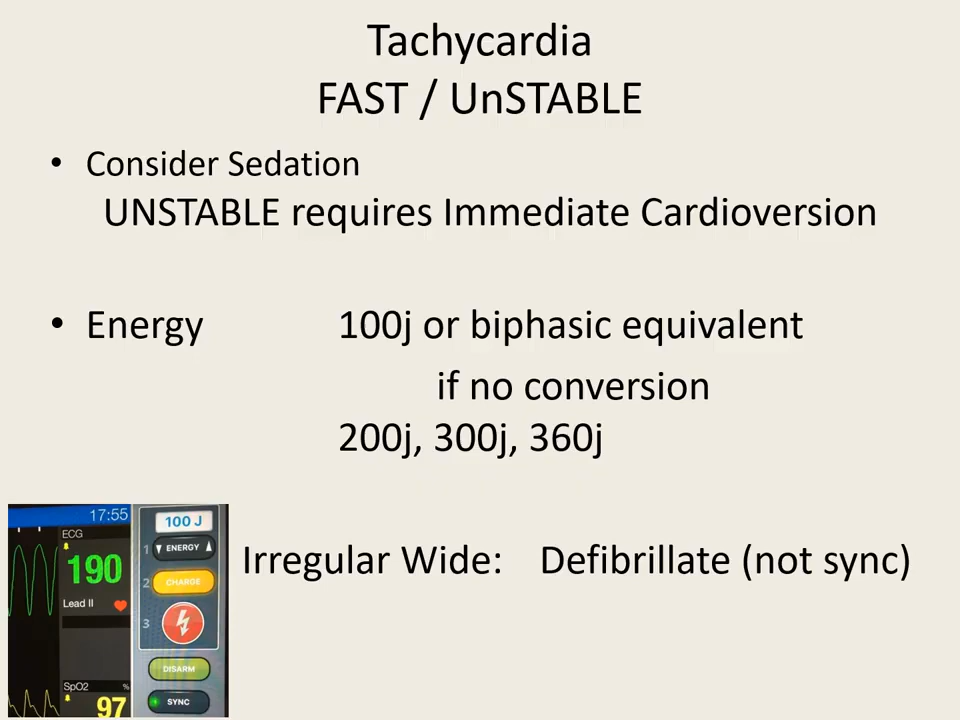 Tachycardia
FAST / UnSTABLE
• Consider Sedation
UNSTABLE requires Immediate Cardioversion
• Energy 100j or biphasic equivalent
if no conversion
200j, 300j, 360j
Irregular Wide: Defibrillate (not sync)
17:55
ECG
190
Lead II
SpO2 %
97
100 J
1 ENERGY
2 CHARGE
3
DISARM
SYNC